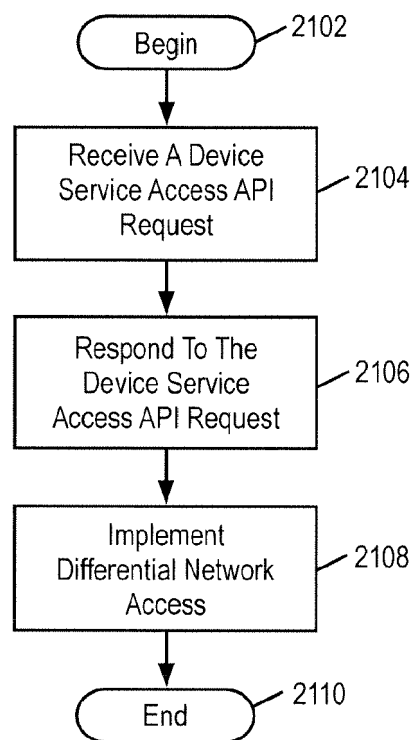 Begin
2102
Receive A Device
Service Access API
Request
2104
Respond To The
Device Service
Access API Request
2106
Implement
Differential Network
Access
2108
End
2110